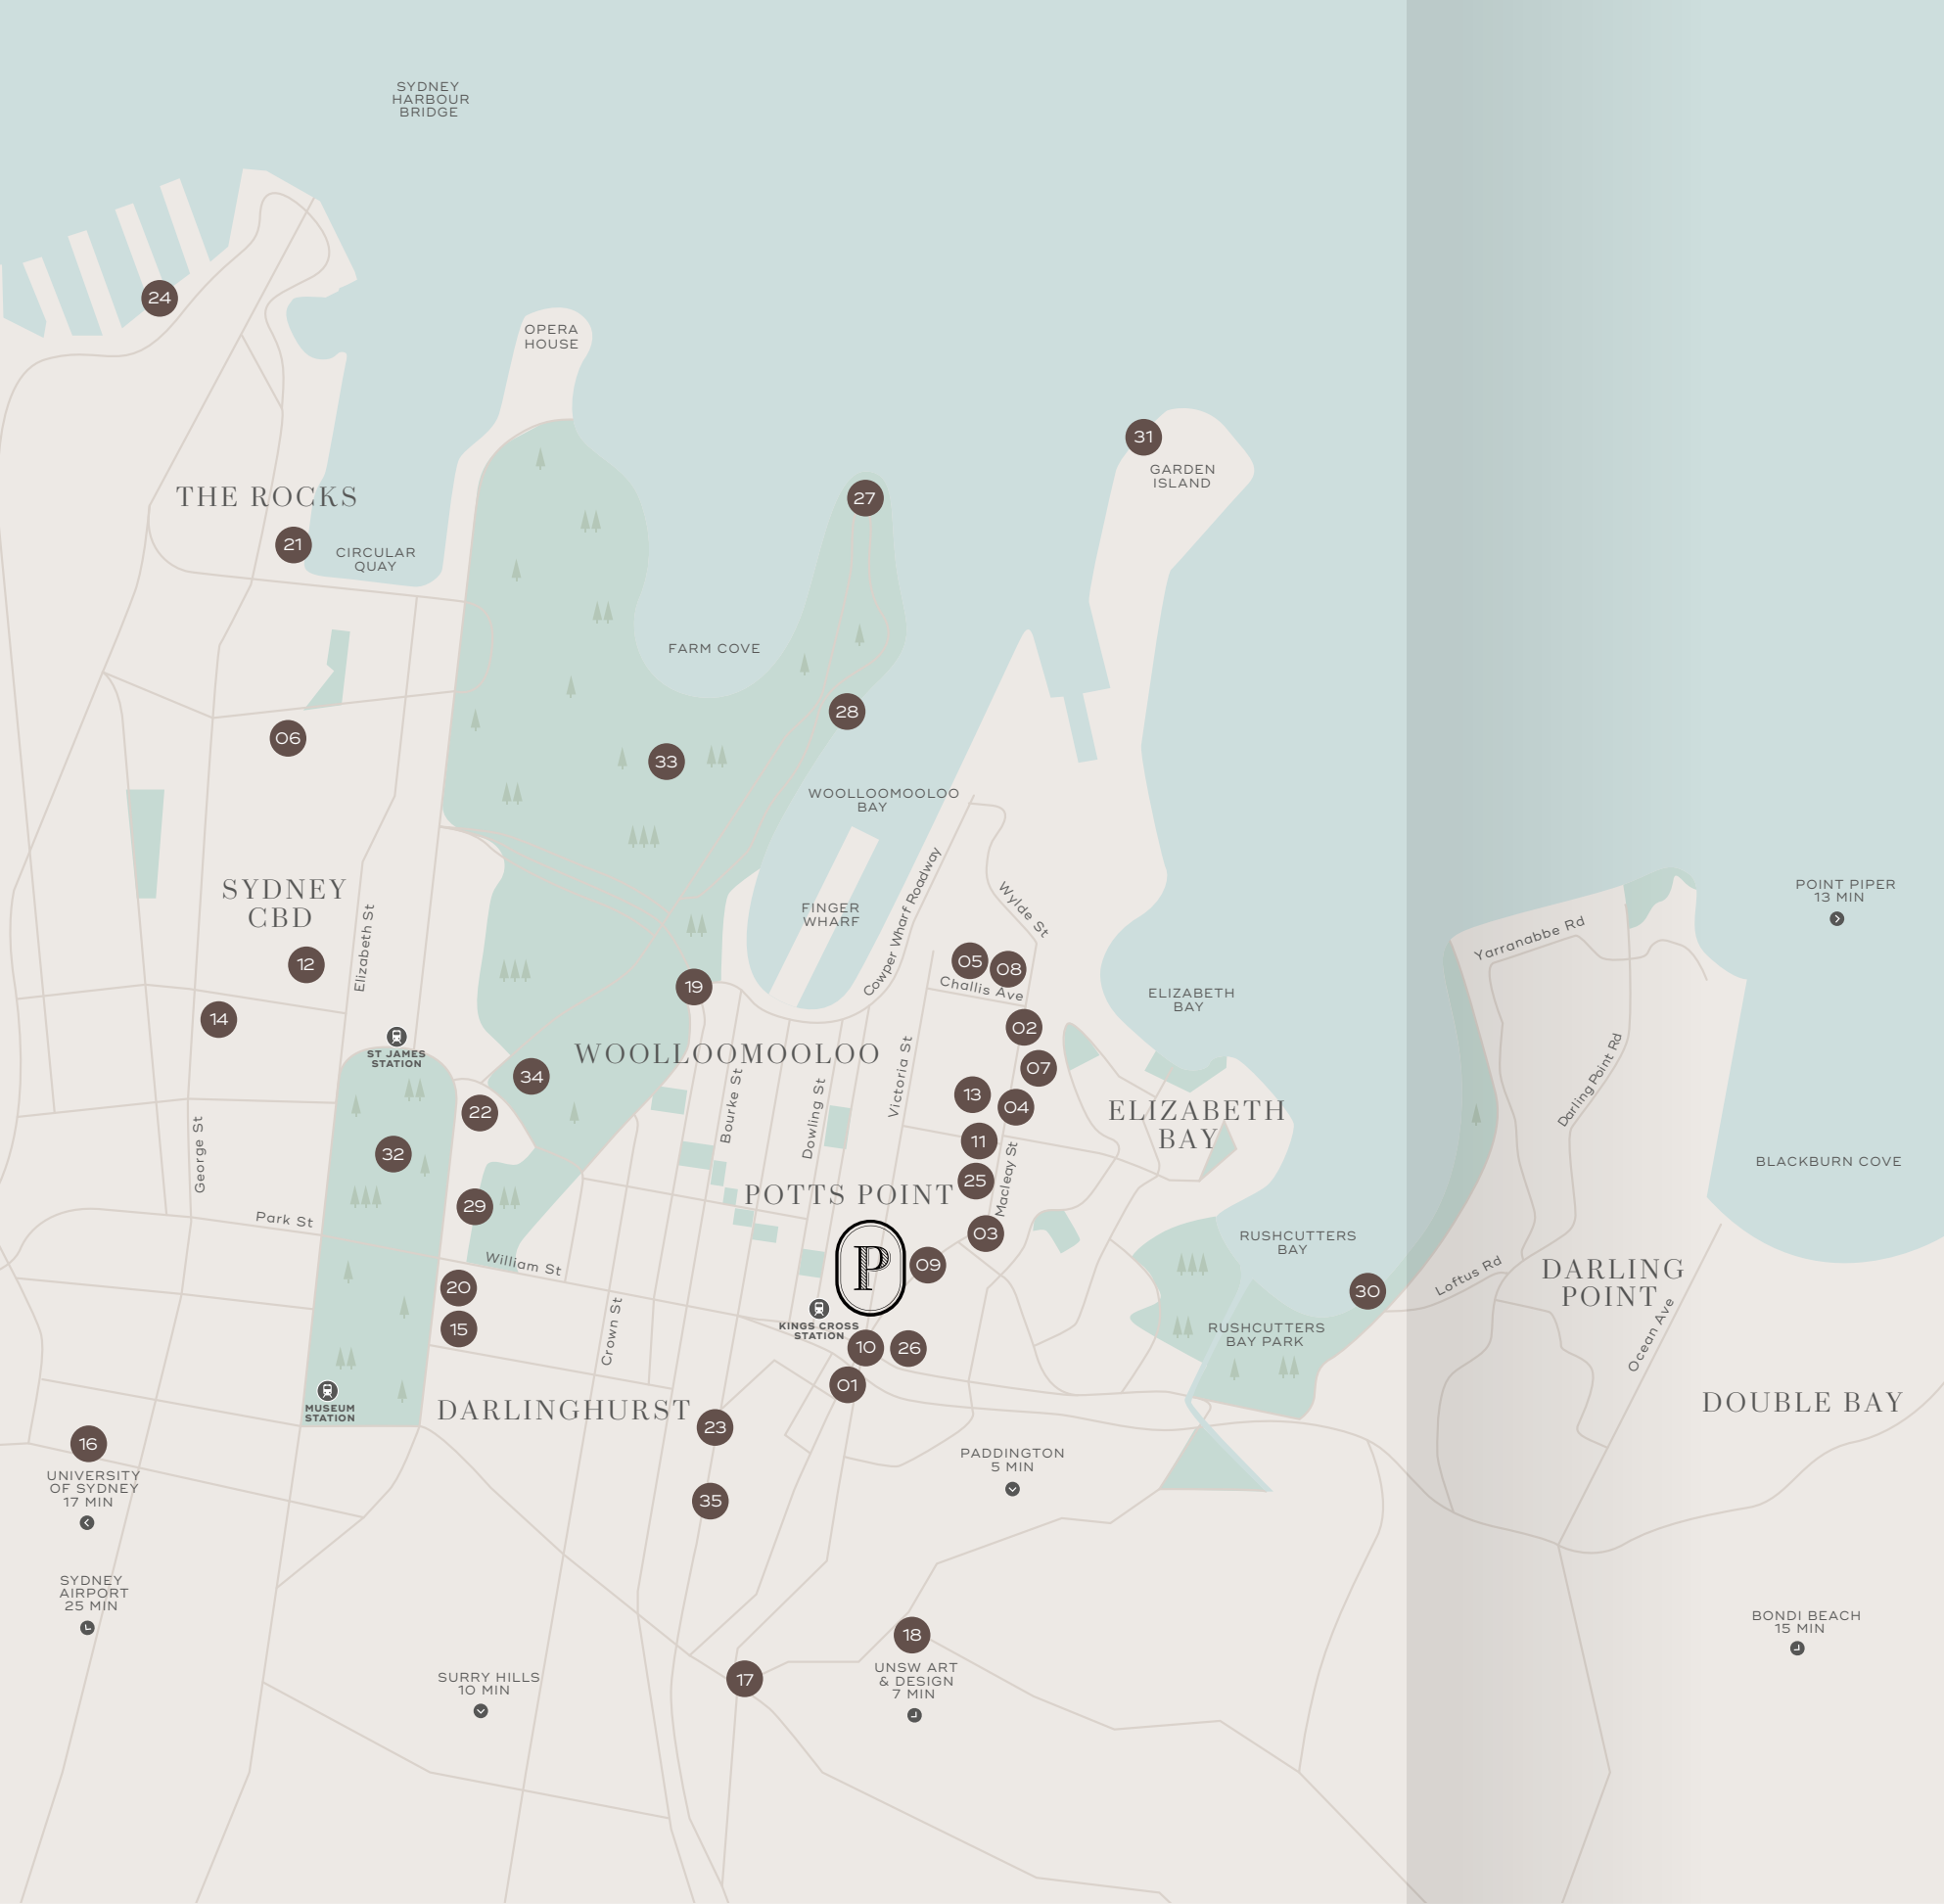 SYDNEY
HARBOUR
BRIDGE
24
OPERA
HOUSE
31
GARDEN
ISLAND
THE ROCKS
27
21
CIRCULAR
QUAY
FARM COVE
28
06
33
WOOLLOOMOOLOO
BAY
SYDNEY
CBD
Elizabeth St
FINGER
WHARF
Cowper Wharf Roadway
Wylde St
POINT PIPER
13 MIN
Yarranabbe Rd
12
05
08
19
Challis Ave
ELIZABETH
BAY
14
02
ST JAMES
STATION
WOOLLOOMOOLOO
34
07
13
04
22
Bourke St
Dowling St
Victoria St
Darling Point Rd
ELIZABETH
BAY
11
32
George St
BLACKBURN COVE
25
Macleay St
POTTS POINT
29
Park St
03
RUSHCUTTERS
BAY
William St
P
09
DARLING
POINT
Loftus Rd
20
30
KINGS CROSS
STATION
15
Crown St
RUSHCUTTERS
BAY PARK
Ocean Ave
10
26
01
MUSEUM
STATION
DARLINGHURST
DOUBLE BAY
23
16
UNIVERSITY
OF SYDNEY
17 MIN
PADDINGTON
5 MIN
35
SYDNEY
AIRPORT
25 MIN
BONDI BEACH
15 MIN
18
UNSW ART
& DESIGN
7 MIN
SURRY HILLS
10 MIN
17